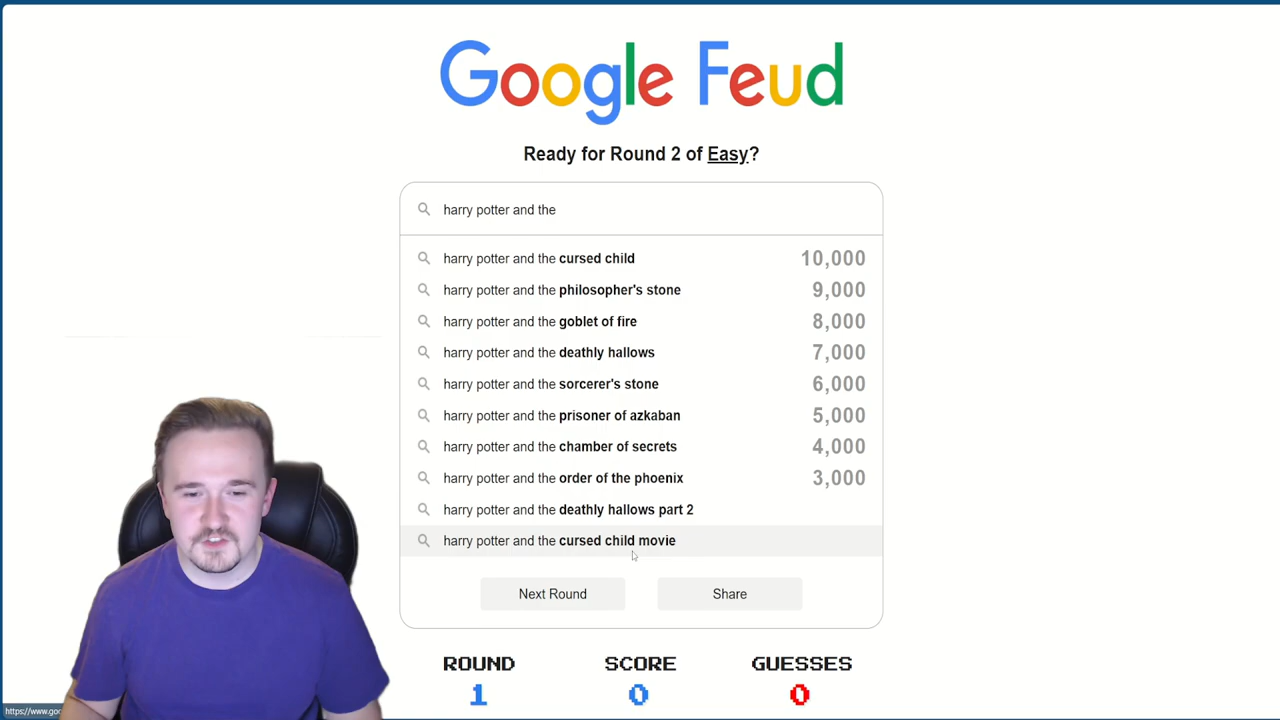 Google Feud
Ready for Round 2 of Easy?
harry potter and the
harry potter and the cursed child 10,000
harry potter and the philosopher's stone 9,000
harry potter and the goblet of fire 8,000
harry potter and the deathly hallows 7,000
harry potter and the sorcerer's stone 6,000
harry potter and the prisoner of azkaban 5,000
harry potter and the chamber of secrets 4,000
harry potter and the order of the phoenix 3,000
harry potter and the deathly hallows part 2
harry potter and the cursed child movie
Next Round Share
ROUND SCORE GUESSES
1 0 0
https://www.goo